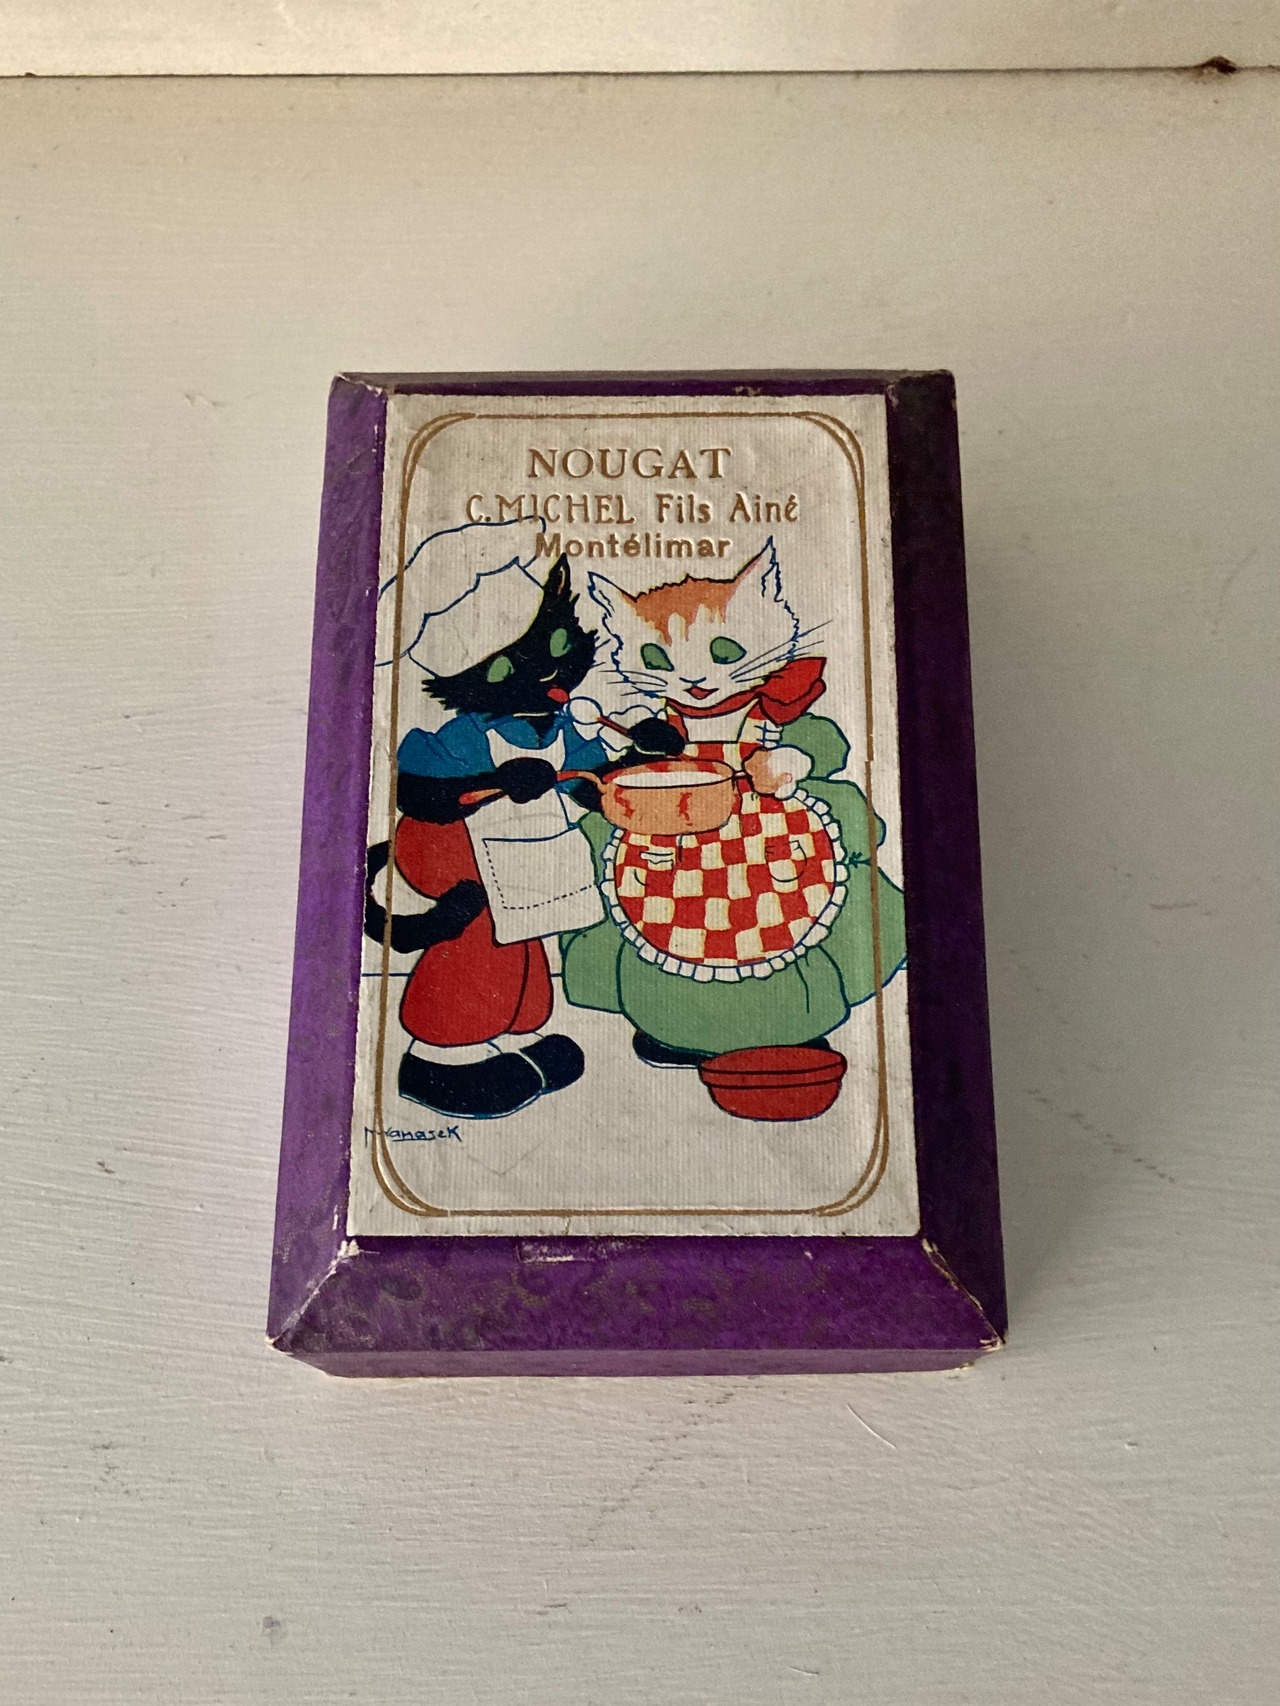 NOUGAT
C. MICHEL Fils Ainé
Montélimar